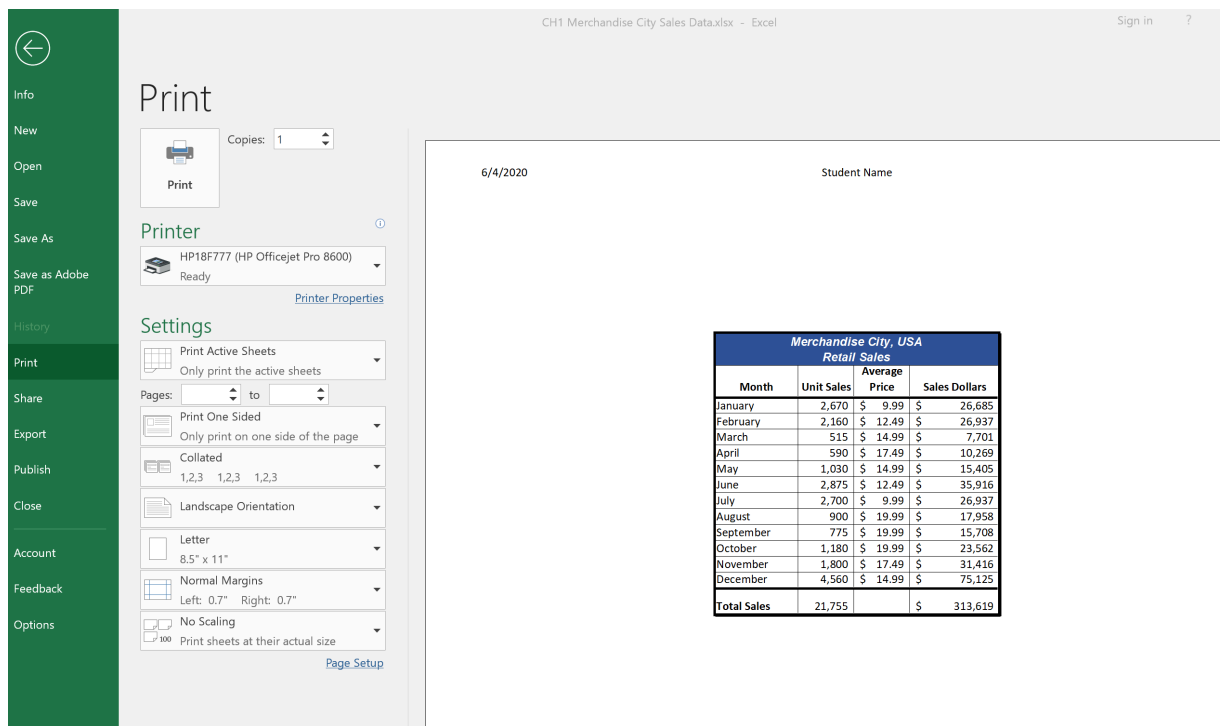 CH1 Merchandise City Sales Data.xlsx - Excel
Sign in ?
Info
New
Open
Save
Save As
Save as Adobe
PDF
History
Print
Share
Export
Publish
Close
Account
Feedback
Options
Print
Print
Copies: 1
Printer
HP18F777 (HP Officejet Pro 8600)
Ready
Printer Properties
Settings
Print Active Sheets
Only print the active sheets
Pages: to
Print One Sided
Only print on one side of the page
Collated
1,2,3 1,2,3 1,2,3
Landscape Orientation
Letter
8.5" x 11"
Normal Margins
Left: 0.7" Right: 0.7"
No Scaling
100 Print sheets at their actual size
Page Setup
6/4/2020 Student Name
Merchandise City, USA
Retail Sales
Average
Month Unit Sales Price Sales Dollars
January 2,670 $ 9.99 $ 26,685
February 2,160 $ 12.49 $ 26,937
March 515 $ 14.99 $ 7,701
April 590 $ 17.49 $ 10,269
May 1,030 $ 14.99 $ 15,405
June 2,875 $ 12.49 $ 35,916
July 2,700 $ 9.99 $ 26,937
August 900 $ 19.99 $ 17,958
September 775 $ 19.99 $ 15,708
October 1,180 $ 19.99 $ 23,562
November 1,800 $ 17.49 $ 31,416
December 4,560 $ 14.99 $ 75,125
Total Sales 21,755 $ 313,619